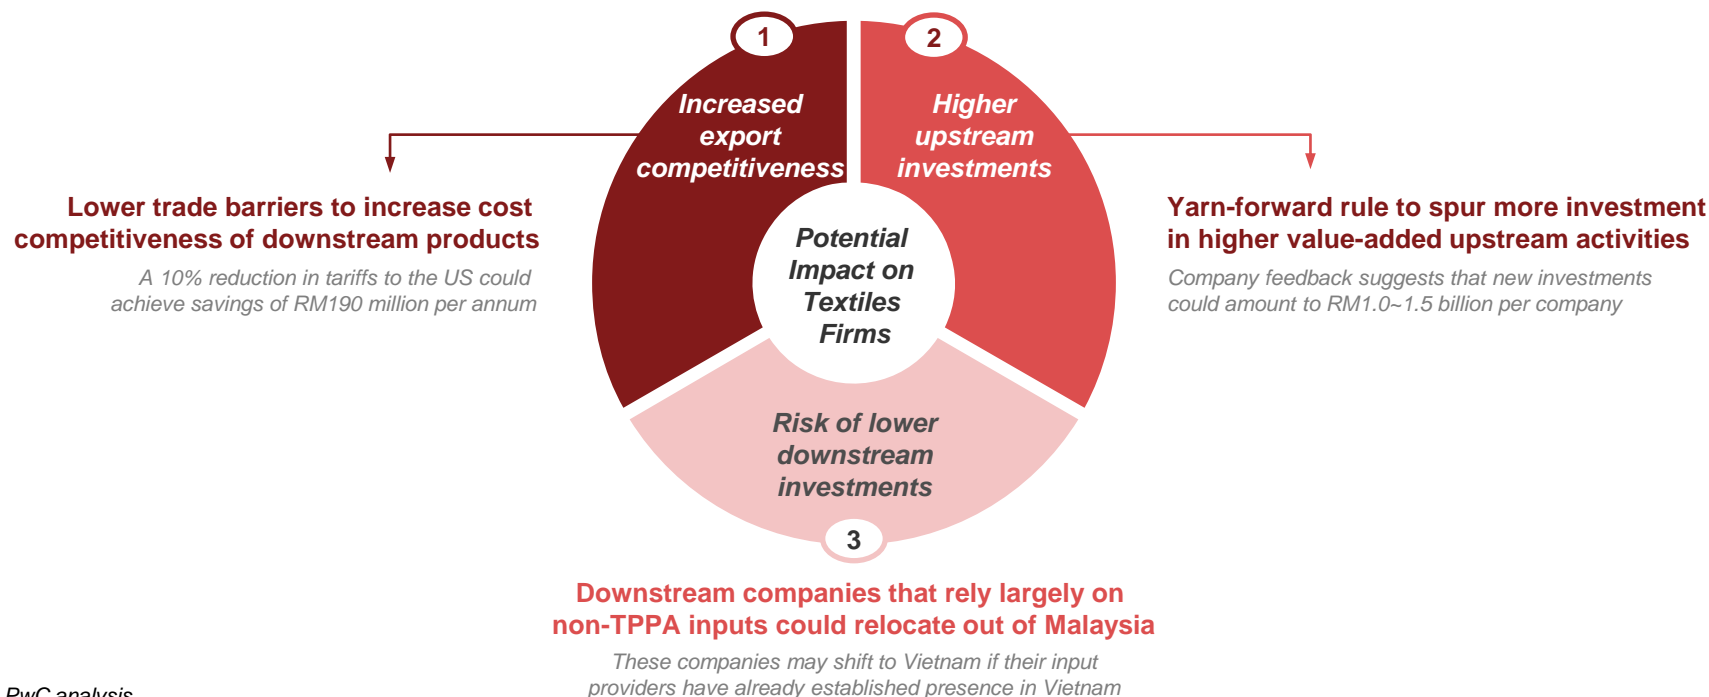 1
Increased
export
competitiveness
2
Higher
upstream
investments
Lower trade barriers to increase cost
competitiveness of downstream products
A 10% reduction in tariffs to the US could
achieve savings of RM190 million per annum
Potential
Impact on
Textiles
Firms
Yarn-forward rule to spur more investment
in higher value-added upstream activities
Company feedback suggests that new investments
could amount to RM1.0~1.5 billion per company
Risk of lower
downstream
investments
3
Downstream companies that rely largely on
non-TPPA inputs could relocate out of Malaysia
These companies may shift to Vietnam if their input
providers have already established presence in Vietnam
PwC analysis